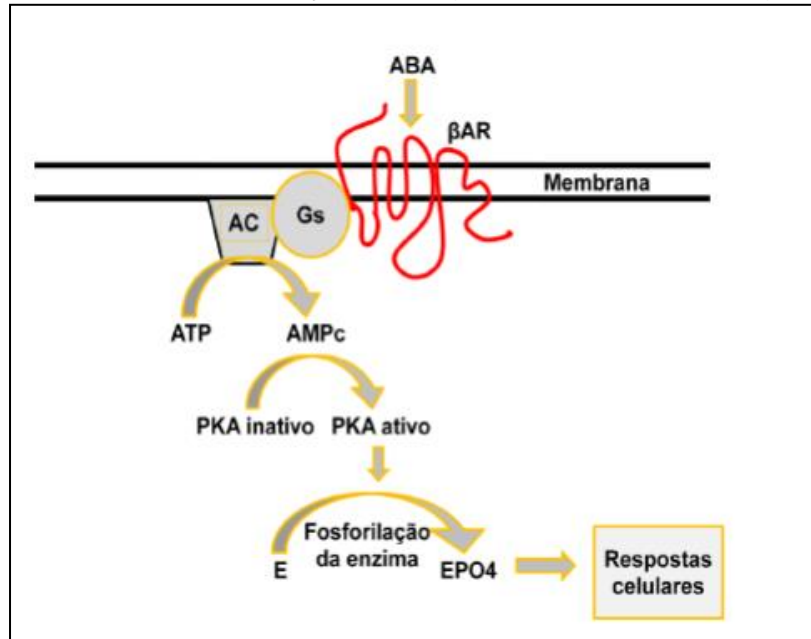 ABA
βAR
Membrana
AC
Gs
ATP
AMPc
PKA inativo
PKA ativo
Fosforilação
da enzima
E
EPO4
Respostas
celulares